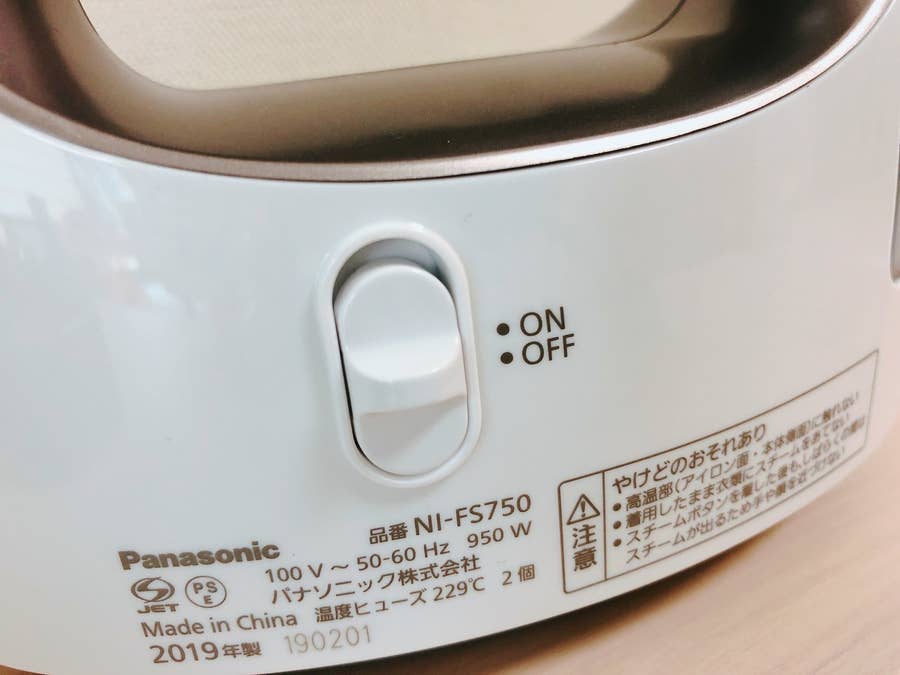 ON
OFF
品番 NI-FS750
Panasonic
100 V ～ 50-60 Hz 950 W
パナソニック株式会社
S JET
PS E
温度ヒューズ 229℃ 2 個
Made in China
2019年製 190201
注意
やけどのおそれあり
• 高温部(アイロン面・本体側面)に触れない
• 着用したまま衣類にスチームをあてない
• スチームボタンを離した後も、しばらくの間は
スチームが出るため手や顔を近づけない